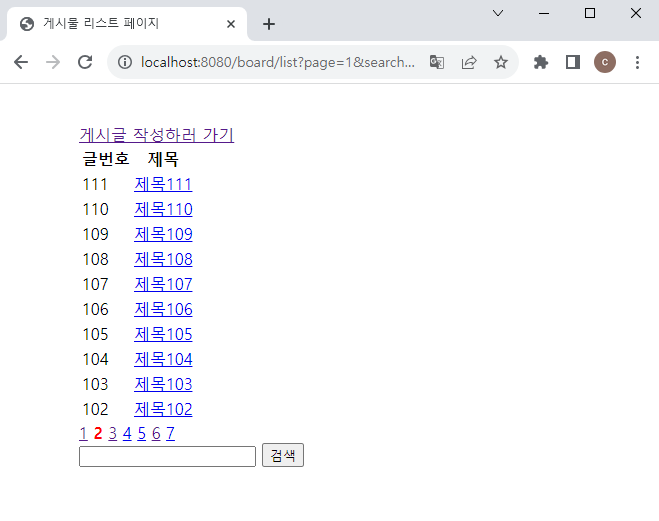 게시물 리스트 페이지
localhost:8080/board/list?page=1&search...
c
게시글 작성하러 가기
글번호 제목
111 제목111
110 제목110
109 제목109
108 제목108
107 제목107
106 제목106
105 제목105
104 제목104
103 제목103
102 제목102
1 2 3 4 5 6 7
검색